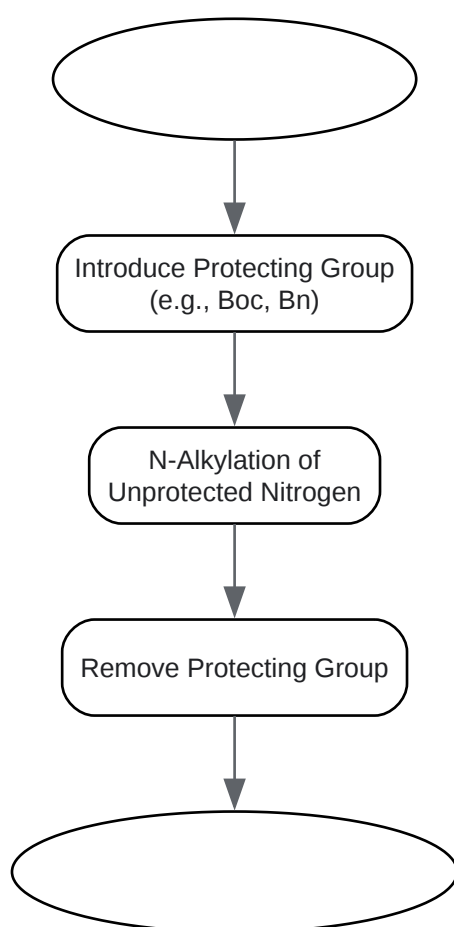 Introduce Protecting Group
(e.g., Boc, Bn)
N-Alkylation of
Unprotected Nitrogen
Remove Protecting Group